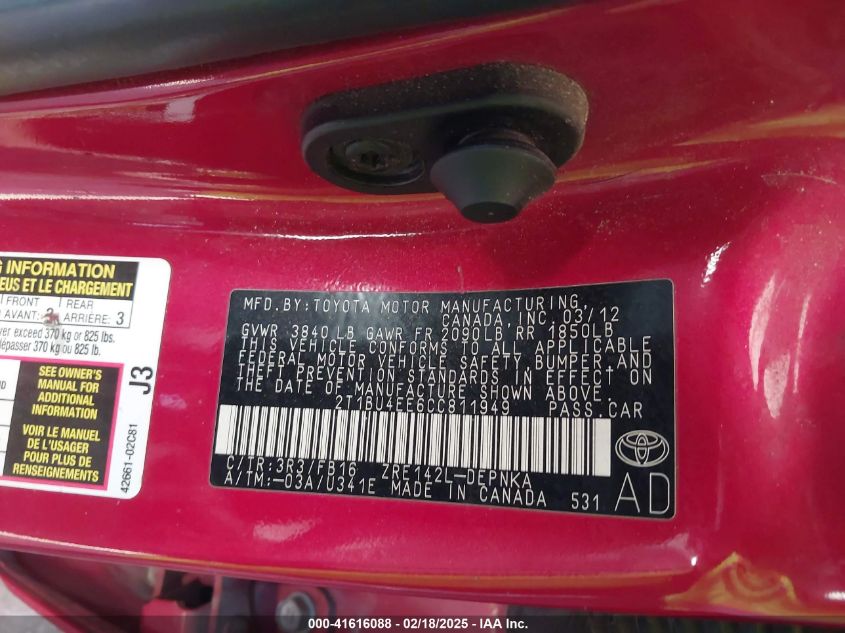 G INFORMATION
EUS ET LE CHARGEMENT
FRONT REAR
AVANT: ARRIÈRE: 3
ver exceed 370 kg or 825 lbs.
dépasser 370 kg ou 825 lb.
SEE OWNER'S
MANUAL FOR
ADDITIONAL
INFORMATION
VOIR LE MANUEL
DE L'USAGER
POUR PLUS DE
RENSEIGNEMENTS
J3
42661-02C81
MFD.BY:TOYOTA MOTOR MANUFACTURING,
CANADA, INC. 03/12
GVWR 3840 LB GAWR FR 2090LB RR 1850LB
THIS VEHICLE CONFORMS TO ALL APPLICABLE
FEDERAL MOTOR VEHICLE SAFETY,BUMPER,AND
THEFT PREVENTION STANDARDS IN EFFECT ON
THE DATE OF MANUFACTURE SHOWN ABOVE.
2T1BU4EE6CC811949 PASS.CAR
C/TR:3R3/FB16 ZRE142L-DEPNKA
A/TM:-03A/U341E MADE IN CANADA 531
AD
000-41616088 - 02/18/2025 - IAA Inc.